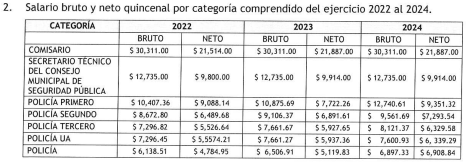 2. Salario bruto y neto quincenal por categoría comprendido del ejercicio 2022 al 2024.
CATEGORÍA 2022 2023 2024
BRUTO NETO BRUTO NETO BRUTO NETO
COMISARIO $ 30,311.00 $ 21,514.00 $ 30,311.00 $ 21,887.00 $ 30,311.00 $ 21,887.00
SECRETARIO TÉCNICO
DEL CONSEJO
MUNICIPAL DE
SEGURIDAD PÚBLICA
$ 12,735.00 $ 9,800.00 $ 12,735.00 $ 9,914.00 $ 12,735.00 $ 9,914.00
POLICÍA PRIMERO $ 10,407.36 $ 9,088.14 $ 10,875.69 $ 7,722.26 $ 12,740.61 $ 9,351.32
POLICÍA SEGUNDO $ 8,672.80 $ 6,489.68 $ 9,106.37 $ 6,891.61 $ 9,561.69 $7,293.54
POLICÍA TERCERO $ 7,296.82 $ 5,526.64 $ 7,661.67 $ 5,927.65 $ 8,121.37 $ 6,329.58
POLICÍA UA $ 7,296.45 $ 5,5574.21 $ 7,661.27 $ 5,937.36 $ 7,600.93 $ 6,339.29
POLICÍA $ 6,138.51 $ 4,784.95 $ 6,506.91 $ 5,119.83 $ 6,897.33 $ 6,908.84